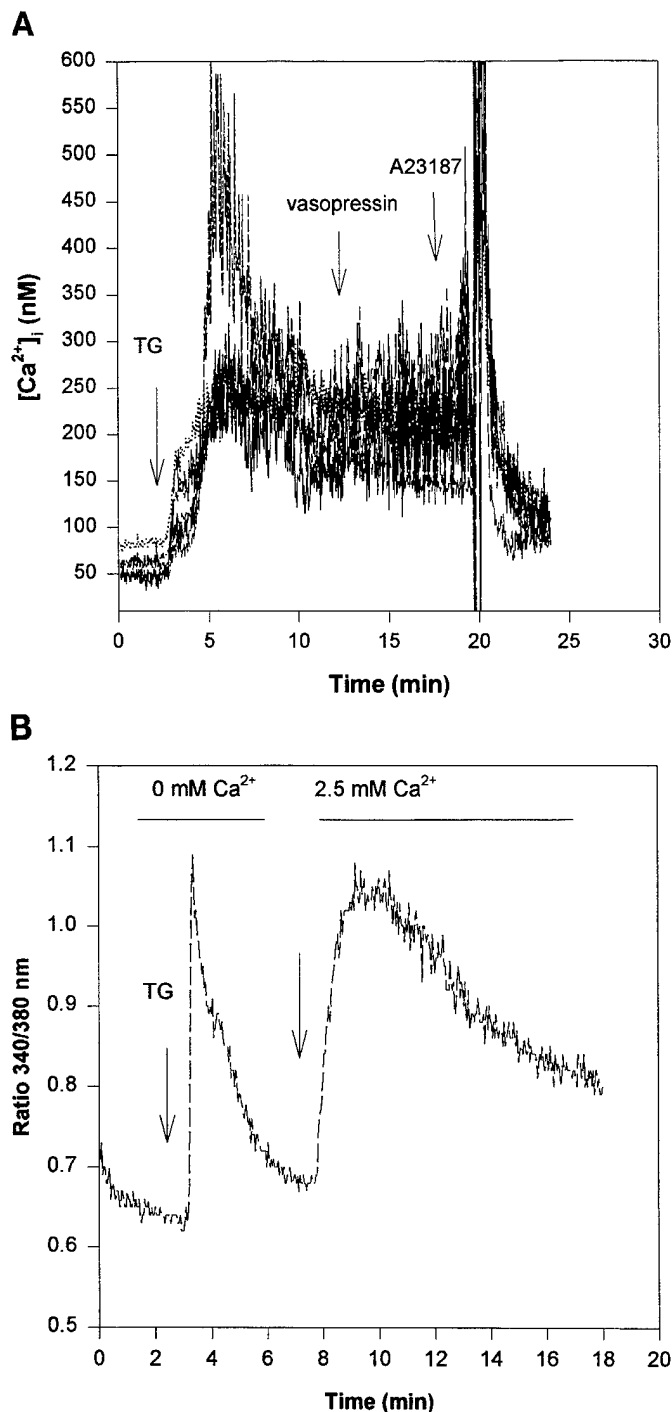 A
600
550
500
450
400
350
300
250
200
150
100
50
[Ca²⁺]ᵢ (nM)
TG
vasopressin
A23187
0 5 10 15 20 25 30
Time (min)
B
1.2
1.1
1.0
0.9
0.8
0.7
0.6
0.5
Ratio 340/380 nm
0 mM Ca²⁺
2.5 mM Ca²⁺
TG
0 2 4 6 8 10 12 14 16 18 20
Time (min)